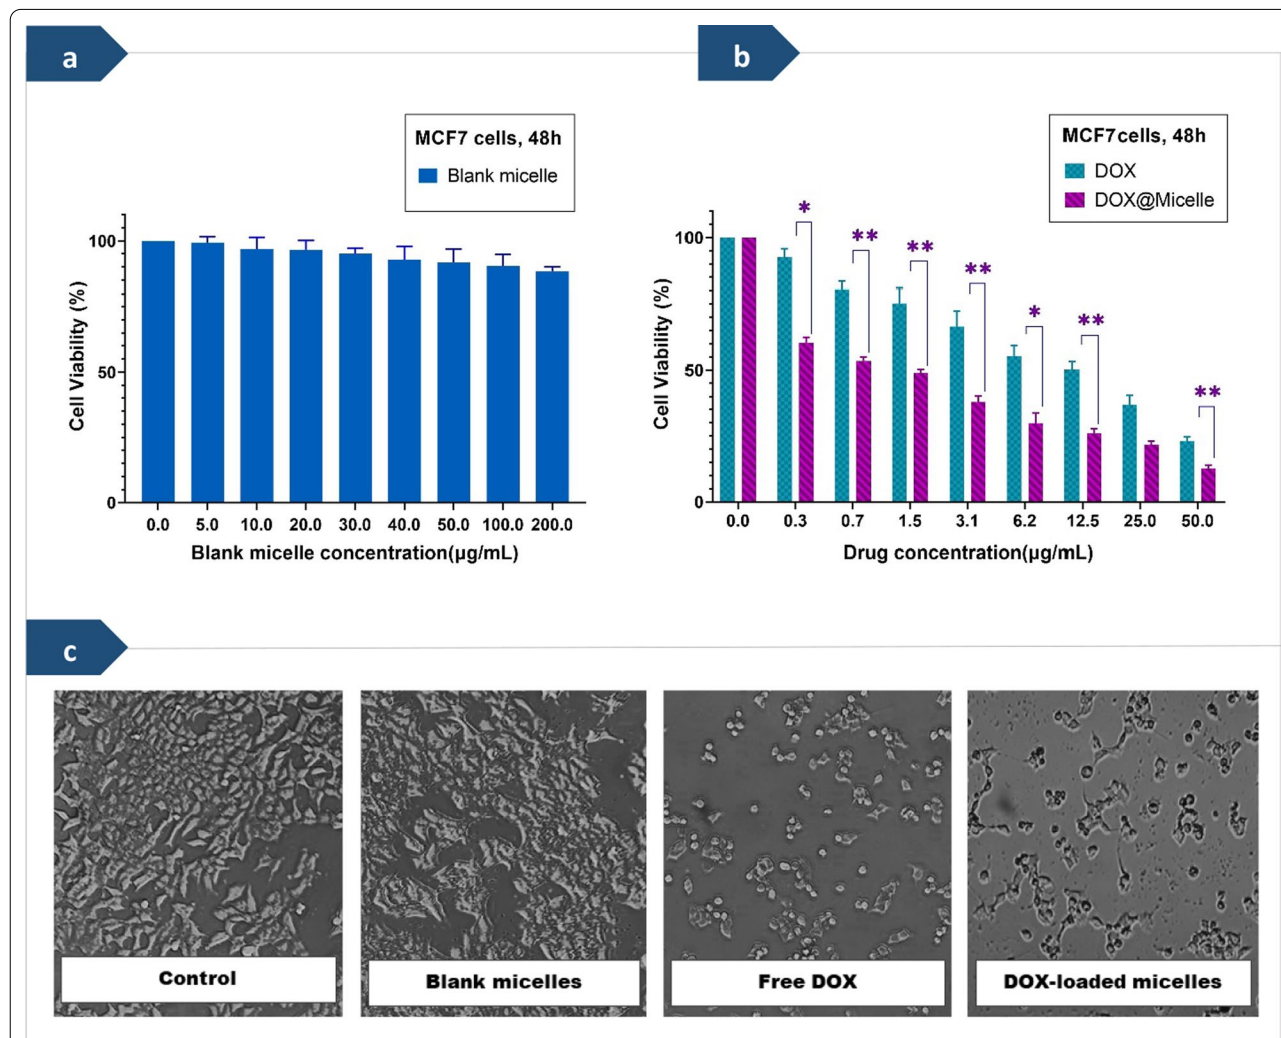 a
MCF7 cells, 48h
Blank micelle
Cell Viability (%)
100
50
0
0.0 5.0 10.0 20.0 30.0 40.0 50.0 100.0 200.0
Blank micelle concentration(µg/mL)
b
MCF7cells, 48h
DOX
DOX@Micelle
Cell Viability (%)
100
50
0
* ** ** ** * ** **
0.0 0.3 0.7 1.5 3.1 6.2 12.5 25.0 50.0
Drug concentration(µg/mL)
c
Control
Blank micelles
Free DOX
DOX-loaded micelles